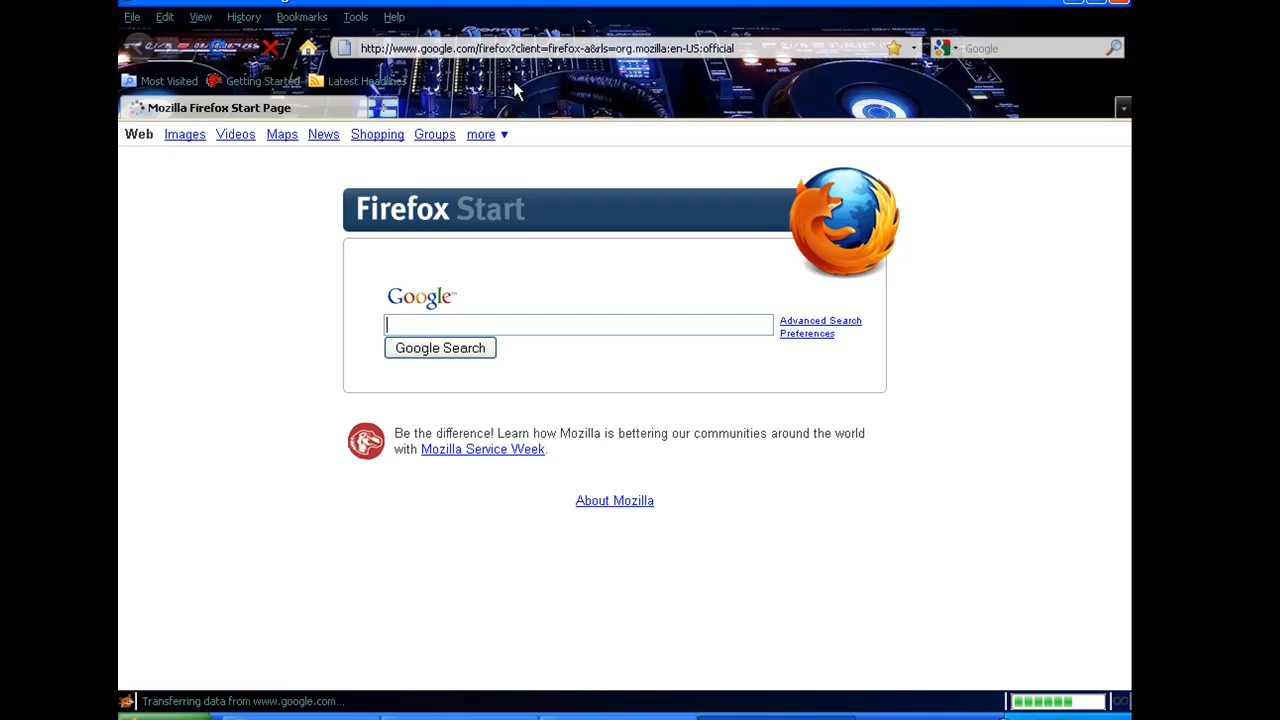 File Edit View History Bookmarks Tools Help
http://www.google.com/firefox?client=firefox-a&rls=org.mozilla:en-US:official Google
Most Visited Getting Started Latest Headlines
Mozilla Firefox Start Page
Web Images Videos Maps News Shopping Groups more ▼
Firefox Start
Google™
Advanced Search
Preferences
Google Search
Be the difference! Learn how Mozilla is bettering our communities around the world
with Mozilla Service Week.
About Mozilla
Transferring data from www.google.com...